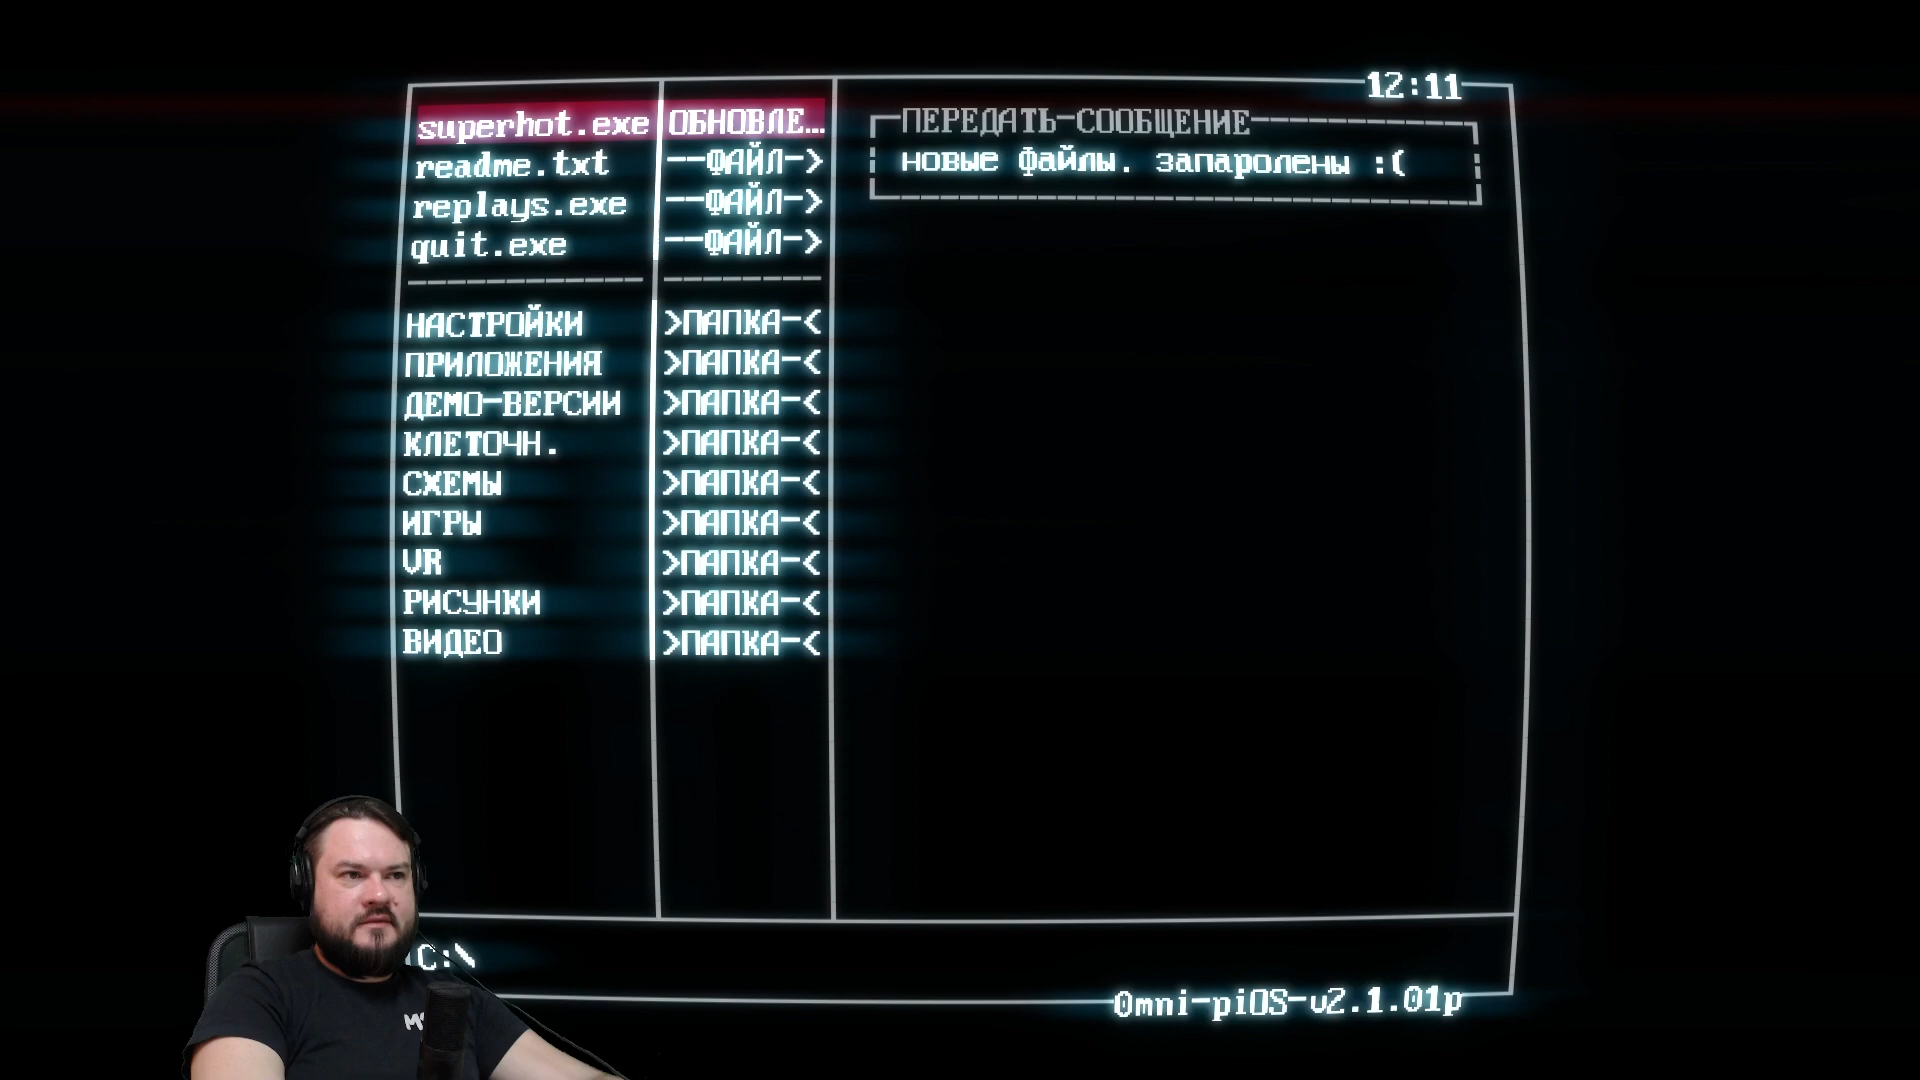 12:11
superhot.exe ОБНОВЛЕ...
readme.txt --ФАЙЛ->
replays.exe --ФАЙЛ->
quit.exe --ФАЙЛ->
НАСТРОЙКИ >ПАПКА-<
ПРИЛОЖЕНИЯ >ПАПКА-<
ДЕМО-ВЕРСИИ >ПАПКА-<
КЛЕТОЧН. >ПАПКА-<
СХЕМЫ >ПАПКА-<
ИГРЫ >ПАПКА-<
VR >ПАПКА-<
РИСУНКИ >ПАПКА-<
ВИДЕО >ПАПКА-<
ПЕРЕДАТЬ-СООБЩЕНИЕ
новые файлы. запаролены :(
C:\
Omni-piOS-v2.1.01p